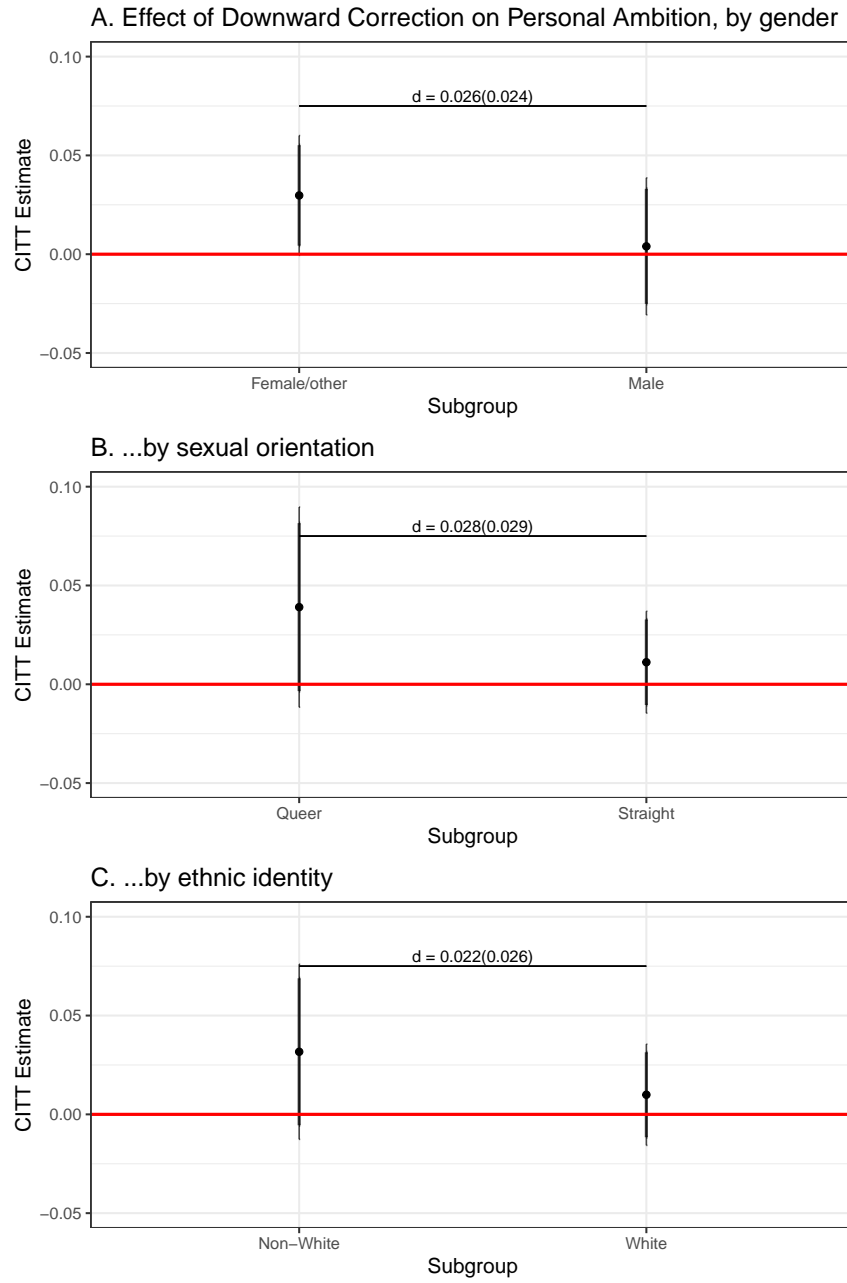 A. Effect of Downward Correction on Personal Ambition, by gender
0.10
0.05
0.00
−0.05
CITT Estimate
d = 0.026(0.024)
Female/other
Male
Subgroup
B. ...by sexual orientation
0.10
0.05
0.00
−0.05
CITT Estimate
d = 0.028(0.029)
Queer
Straight
Subgroup
C. ...by ethnic identity
0.10
0.05
0.00
−0.05
CITT Estimate
d = 0.022(0.026)
Non−White
White
Subgroup